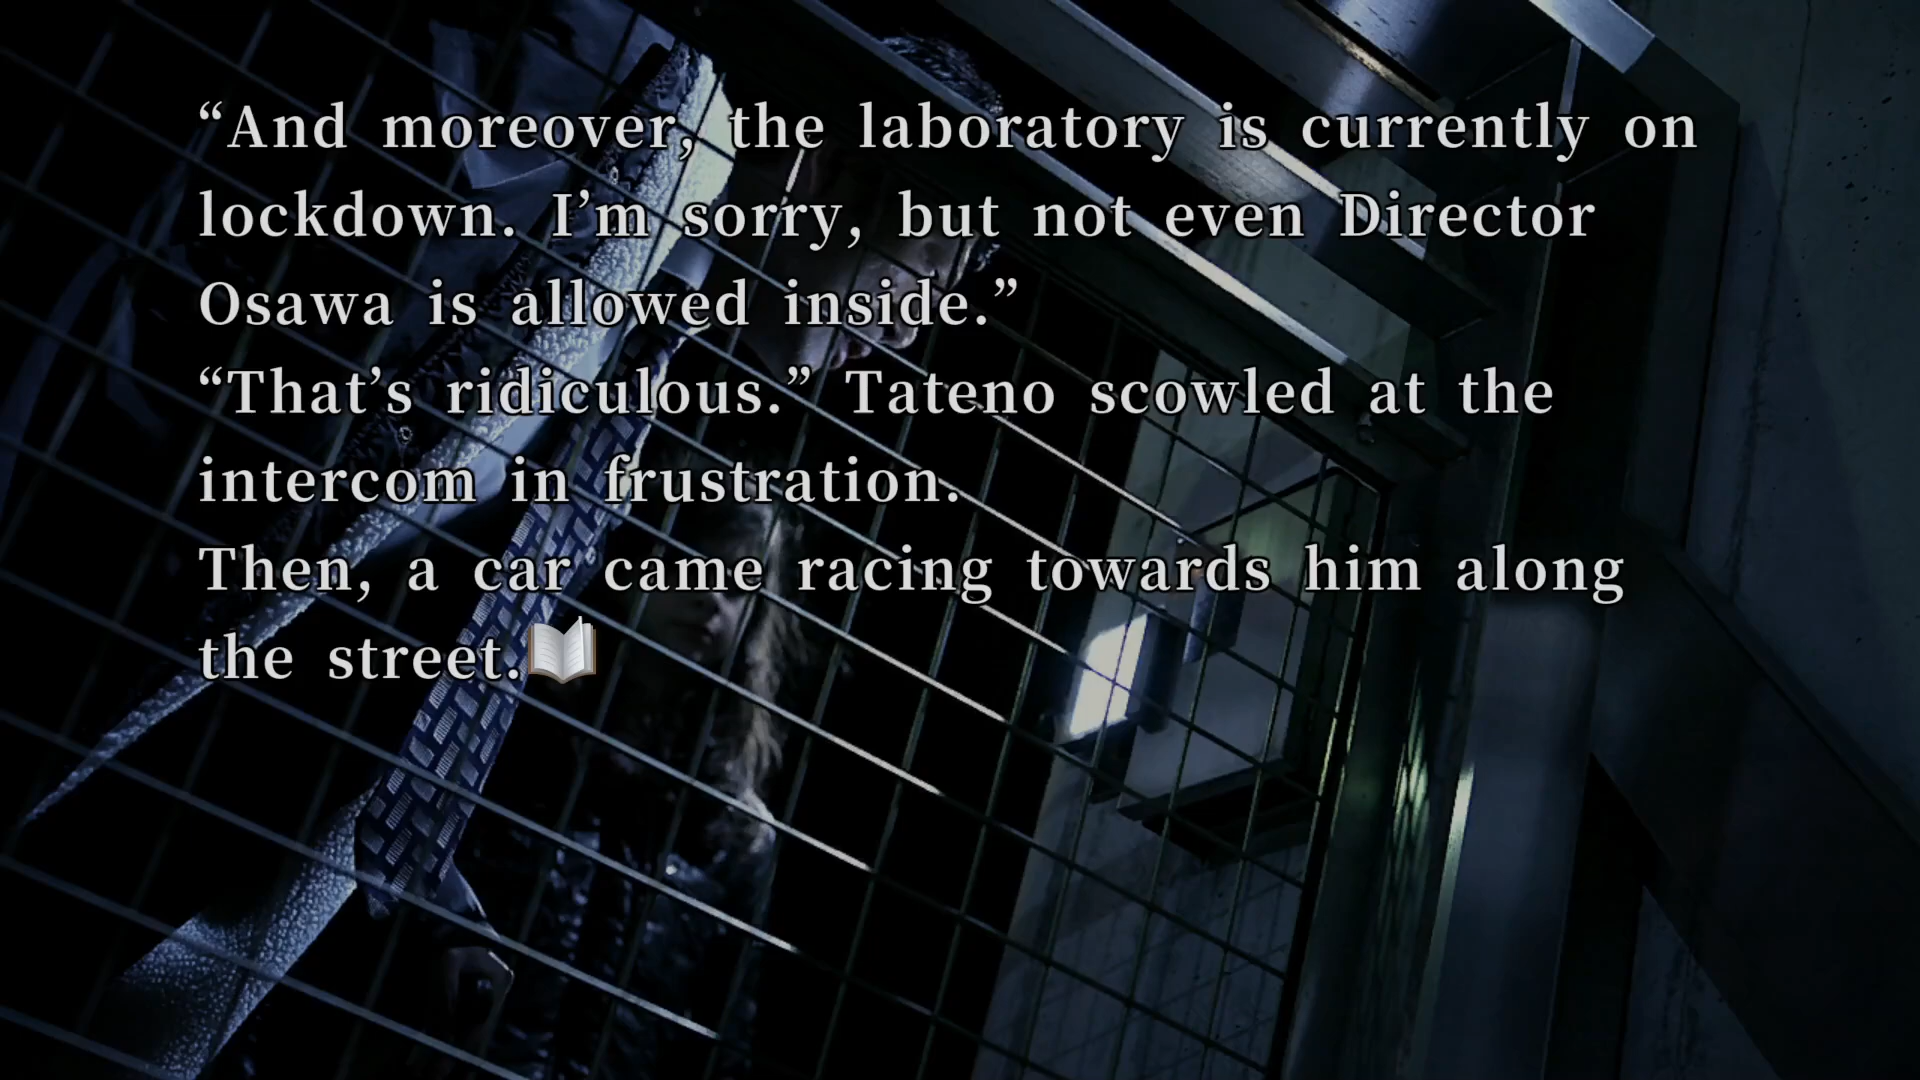 “And moreover, the laboratory is currently on
lockdown. I’m sorry, but not even Director
Osawa is allowed inside.”
“That’s ridiculous.” Tateno scowled at the
intercom in frustration.
Then, a car came racing towards him along
the street.